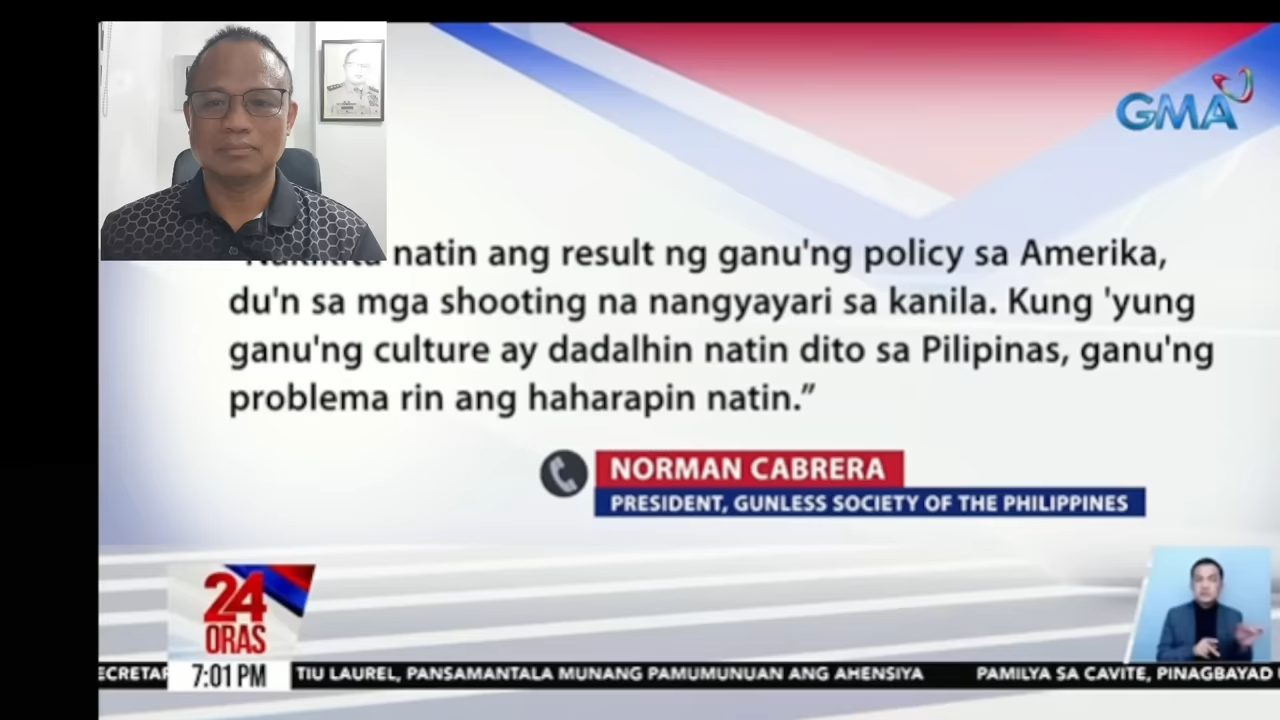 GMA
natin ang result ng ganu'ng policy sa Amerika,
du'n sa mga shooting na nangyayari sa kanila. Kung 'yung
ganu'ng culture ay dadalhin natin dito sa Pilipinas, ganu'ng
problema rin ang haharapin natin.”
NORMAN CABRERA
PRESIDENT, GUNLESS SOCIETY OF THE PHILIPPINES
24
ORAS
7:01 PM
TIU LAUREL, PANSAMANTALA MUNANG PAMUMUNUAN ANG AHENSIYA PAMILYA SA CAVITE, PINAGBAYAD